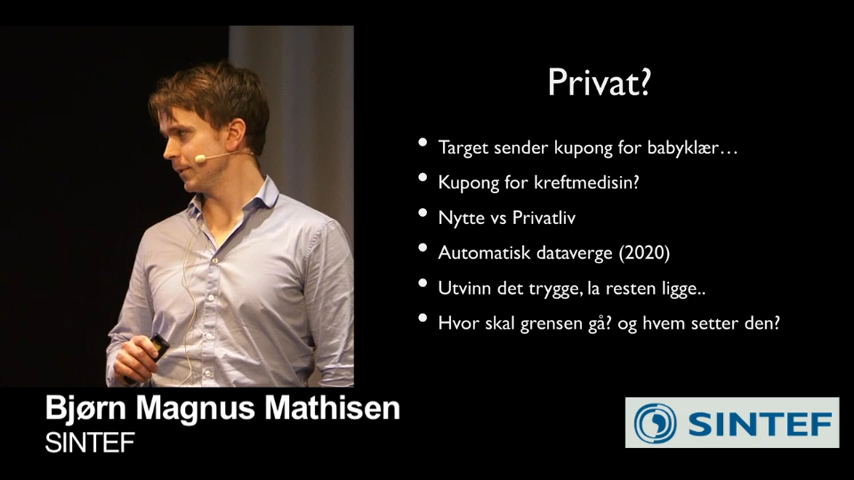 Privat?
Target sender kupong for babyklær…
Kupong for kreftmedisin?
Nytte vs Privatliv
Automatisk dataverge (2020)
Utvinn det trygge, la resten ligge..
Hvor skal grensen gå? og hvem setter den?
Bjørn Magnus Mathisen
SINTEF
SINTEF